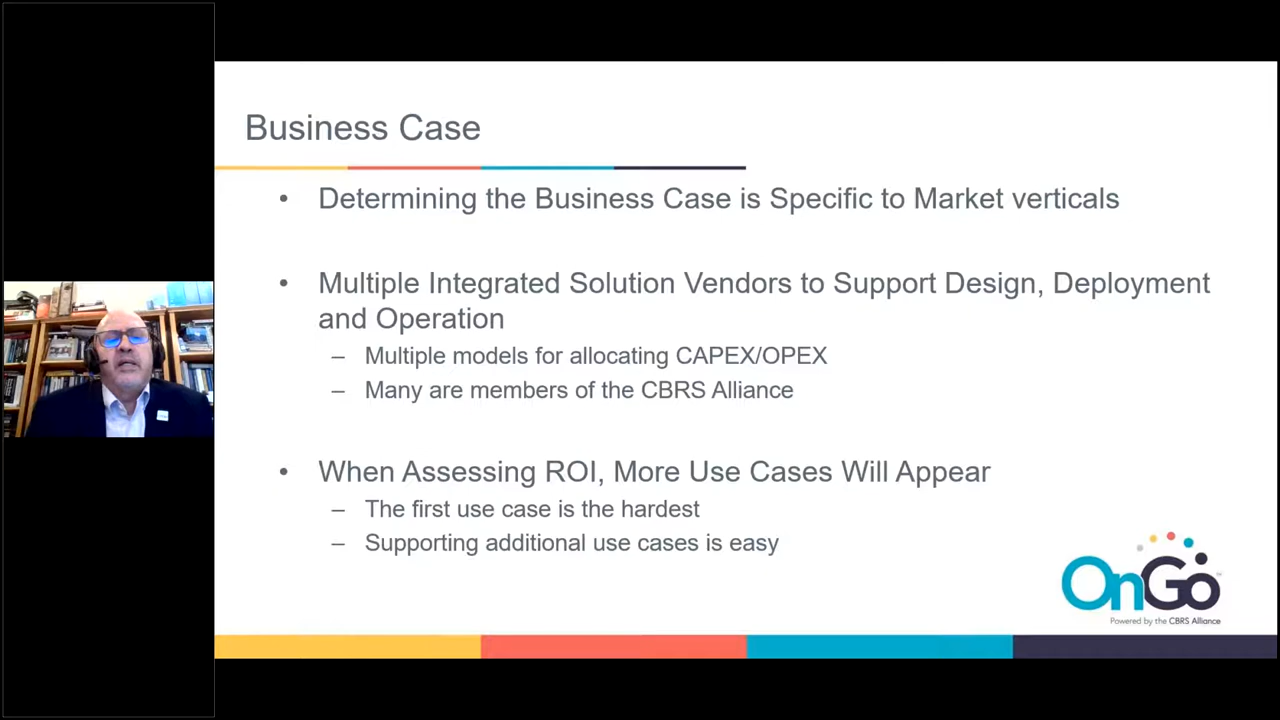 Business Case
• Determining the Business Case is Specific to Market verticals
• Multiple Integrated Solution Vendors to Support Design, Deployment
and Operation
– Multiple models for allocating CAPEX/OPEX
– Many are members of the CBRS Alliance
• When Assessing ROI, More Use Cases Will Appear
– The first use case is the hardest
– Supporting additional use cases is easy
OnGo
Powered by the CBRS Alliance